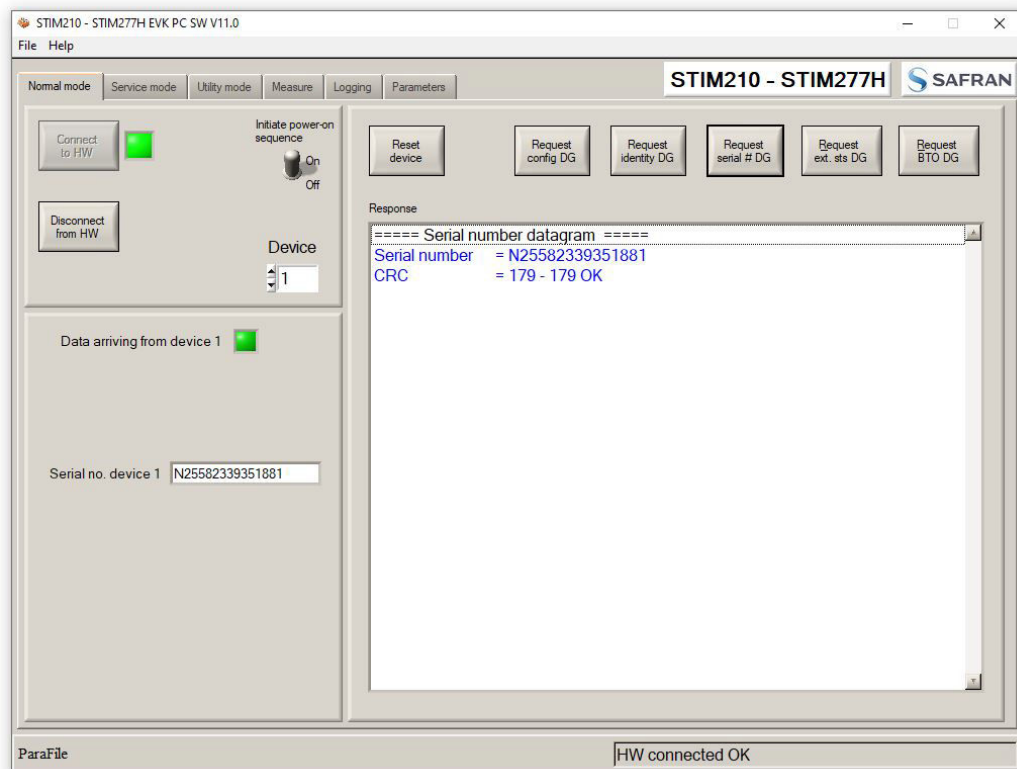 STIM210 - STIM277H EVK PC SW V11.0
File Help
Normal mode Service mode Utility mode Measure Logging Parameters
STIM210 - STIM277H
SAFRAN
Connect
to HW
Initiate power-on
sequence
On
Off
Disconnect
from HW
Device
1
Reset
device
Request
config DG
Request
identity DG
Request
serial # DG
Request
ext. sts DG
Request
BTO DG
Response
===== Serial number datagram =====
Serial number = N25582339351881
CRC = 179 - 179 OK
Data arriving from device 1
Serial no. device 1 N25582339351881
ParaFile
HW connected OK